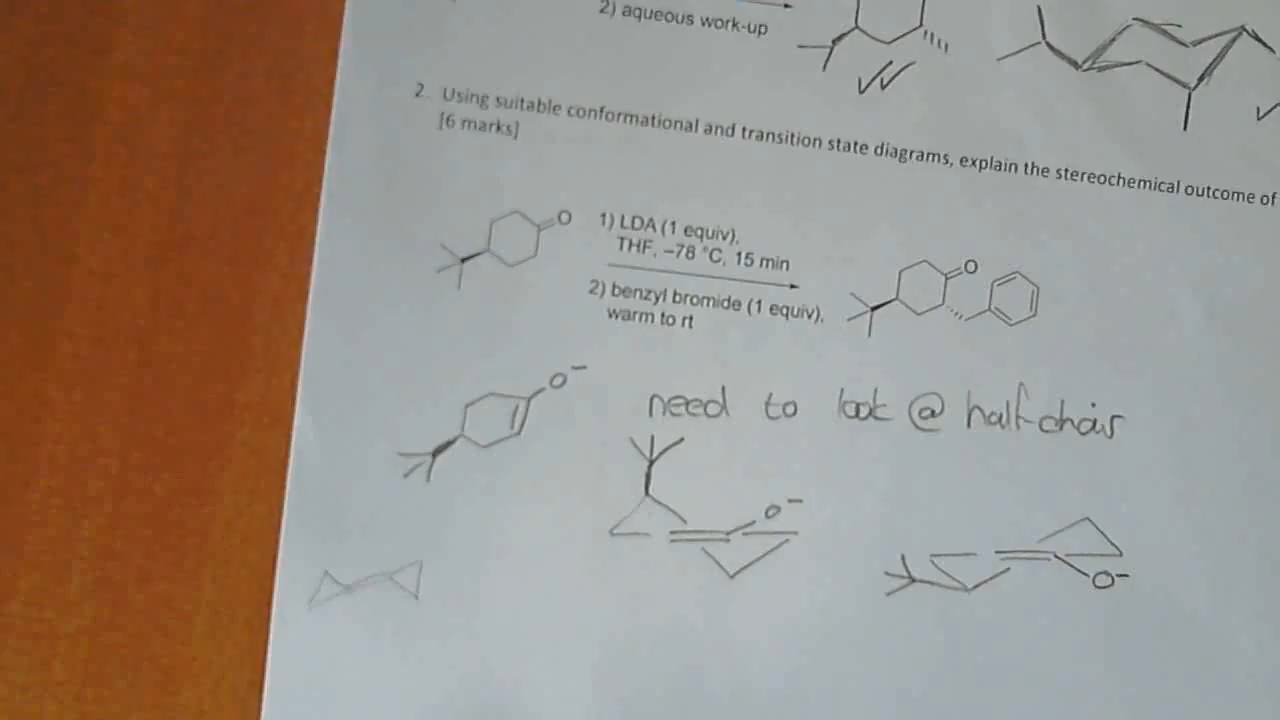 2) aqueous work-up
2. Using suitable conformational and transition state diagrams, explain the stereochemical outcome of
[6 marks]
O
1) LDA (1 equiv),
THF, –78 °C, 15 min
2) benzyl bromide (1 equiv),
warm to rt
O
O–
need to look @ half-chair
O–
O–